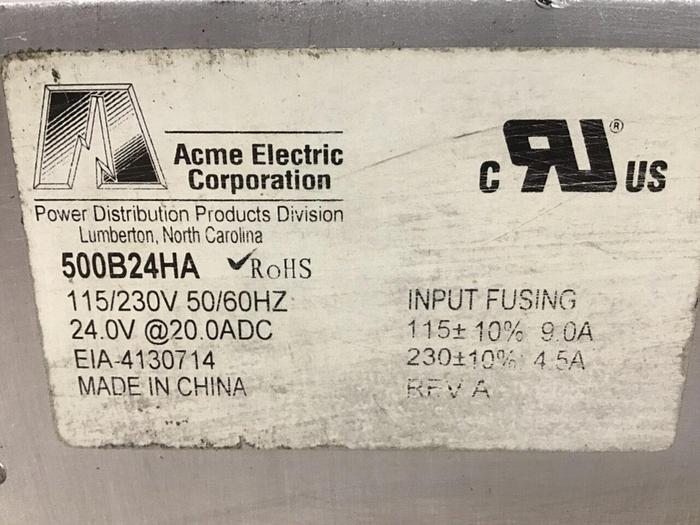 Acme Electric
Corporation
Power Distribution Products Division
Lumberton, North Carolina
500B24HA ✓RoHS
115/230V 50/60HZ
24.0V @20.0ADC
EIA-4130714
MADE IN CHINA
c RU® US
INPUT FUSING
115± 10% 9.0A
230±10% 4.5A
REV A